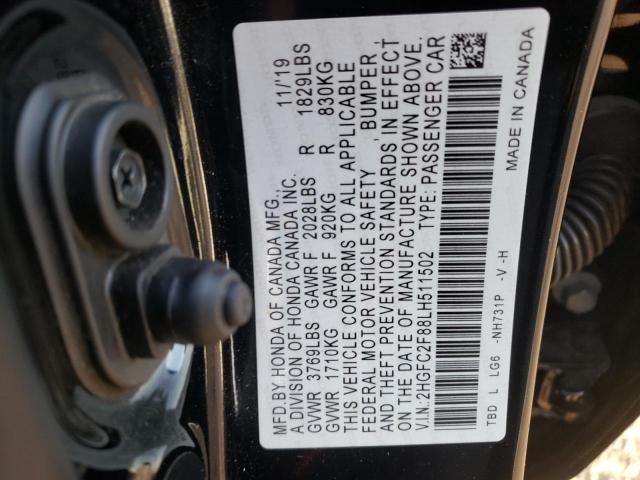 MFD.BY HONDA OF CANADA MFG., 11/19
A DIVISION OF HONDA CANADA INC.
GVWR 3769LBS GAWR F 2028LBS R 1829LBS
GVWR 1710KG GAWR F 920KG R 830KG
THIS VEHICLE CONFORMS TO ALL APPLICABLE
FEDERAL MOTOR VEHICLE SAFETY , BUMPER ,
AND THEFT PREVENTION STANDARDS IN EFFECT
ON THE DATE OF MANUFACTURE SHOWN ABOVE.
V.I.N.: 2HGFC2F88LH511502 TYPE: PASSENGER CAR
TBD L LG6 -NH731P -V -H
MADE IN CANADA